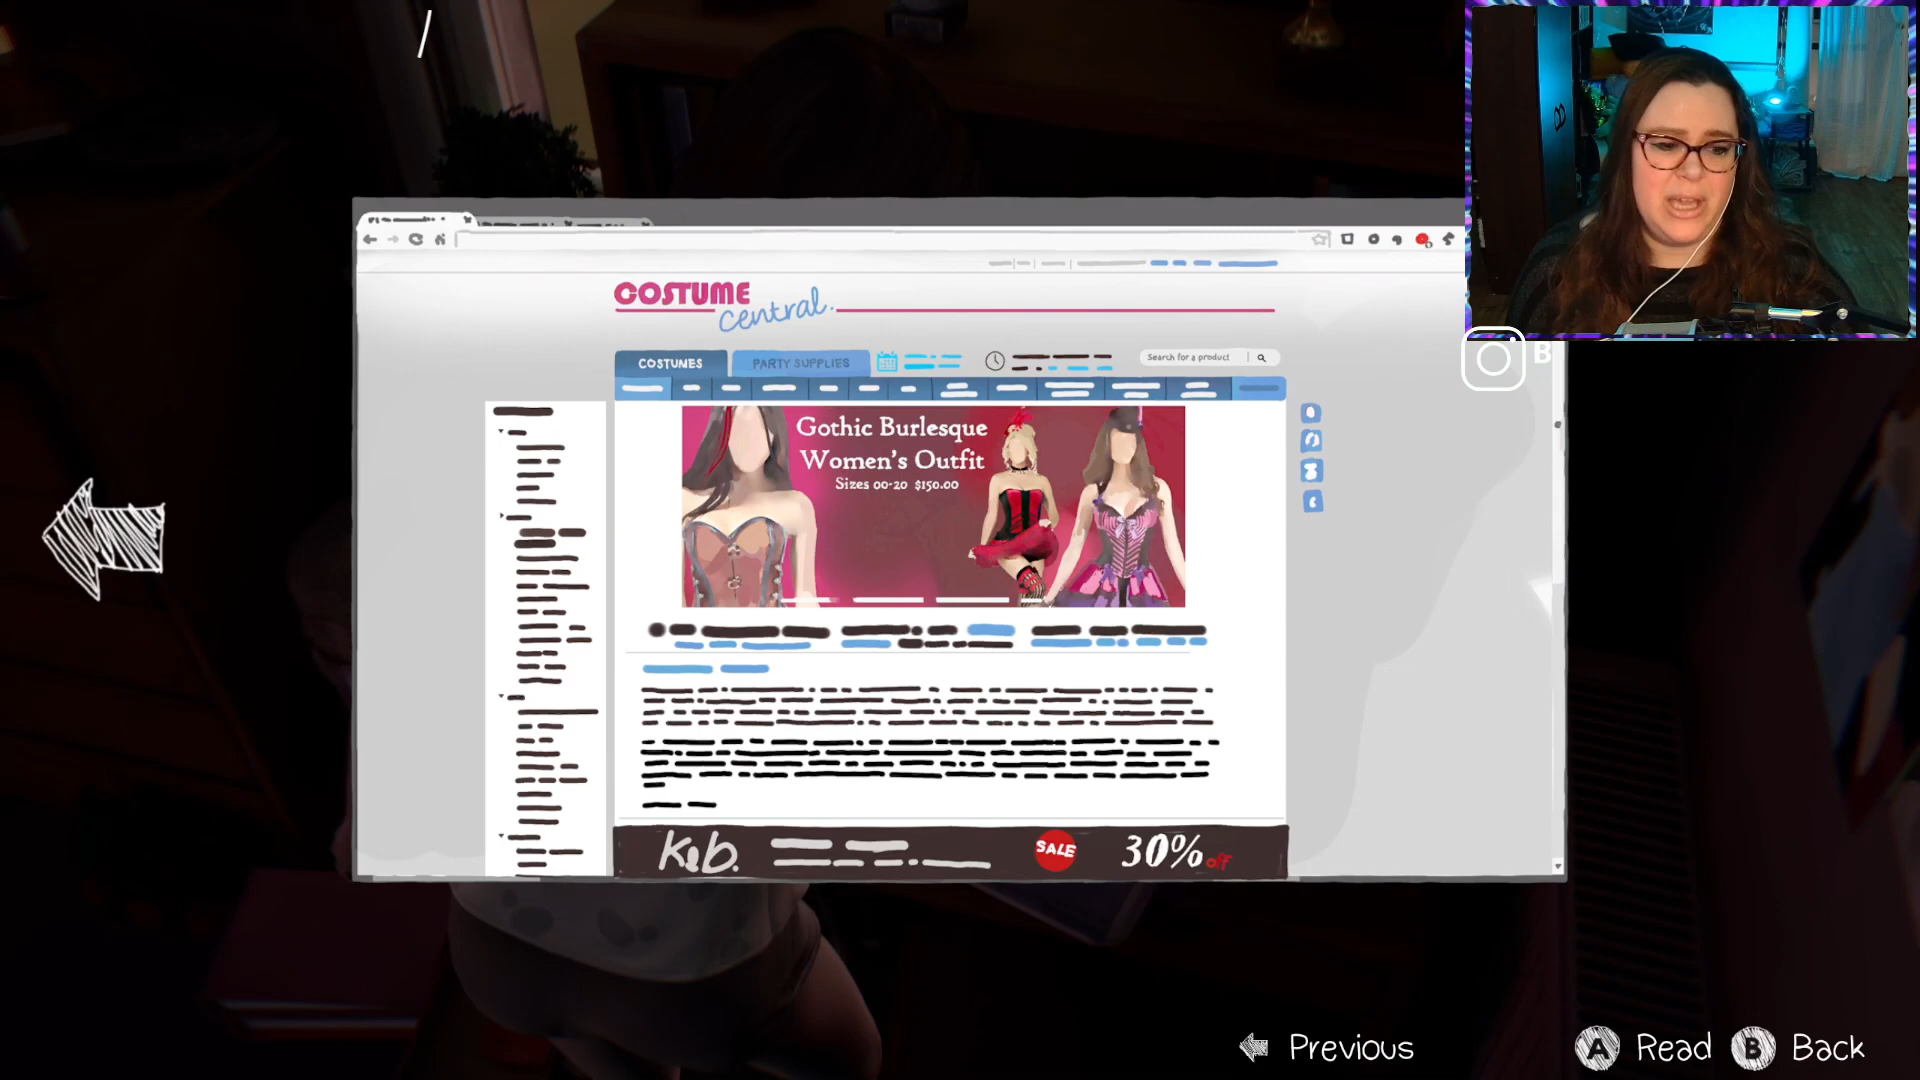 COSTUME
central.
COSTUMES
PARTY SUPPLIES
Search for a product
Gothic Burlesque
Women's Outfit
Sizes 00-20 $150.00
K&b.
SALE
30% off
B
Previous
A Read
B Back